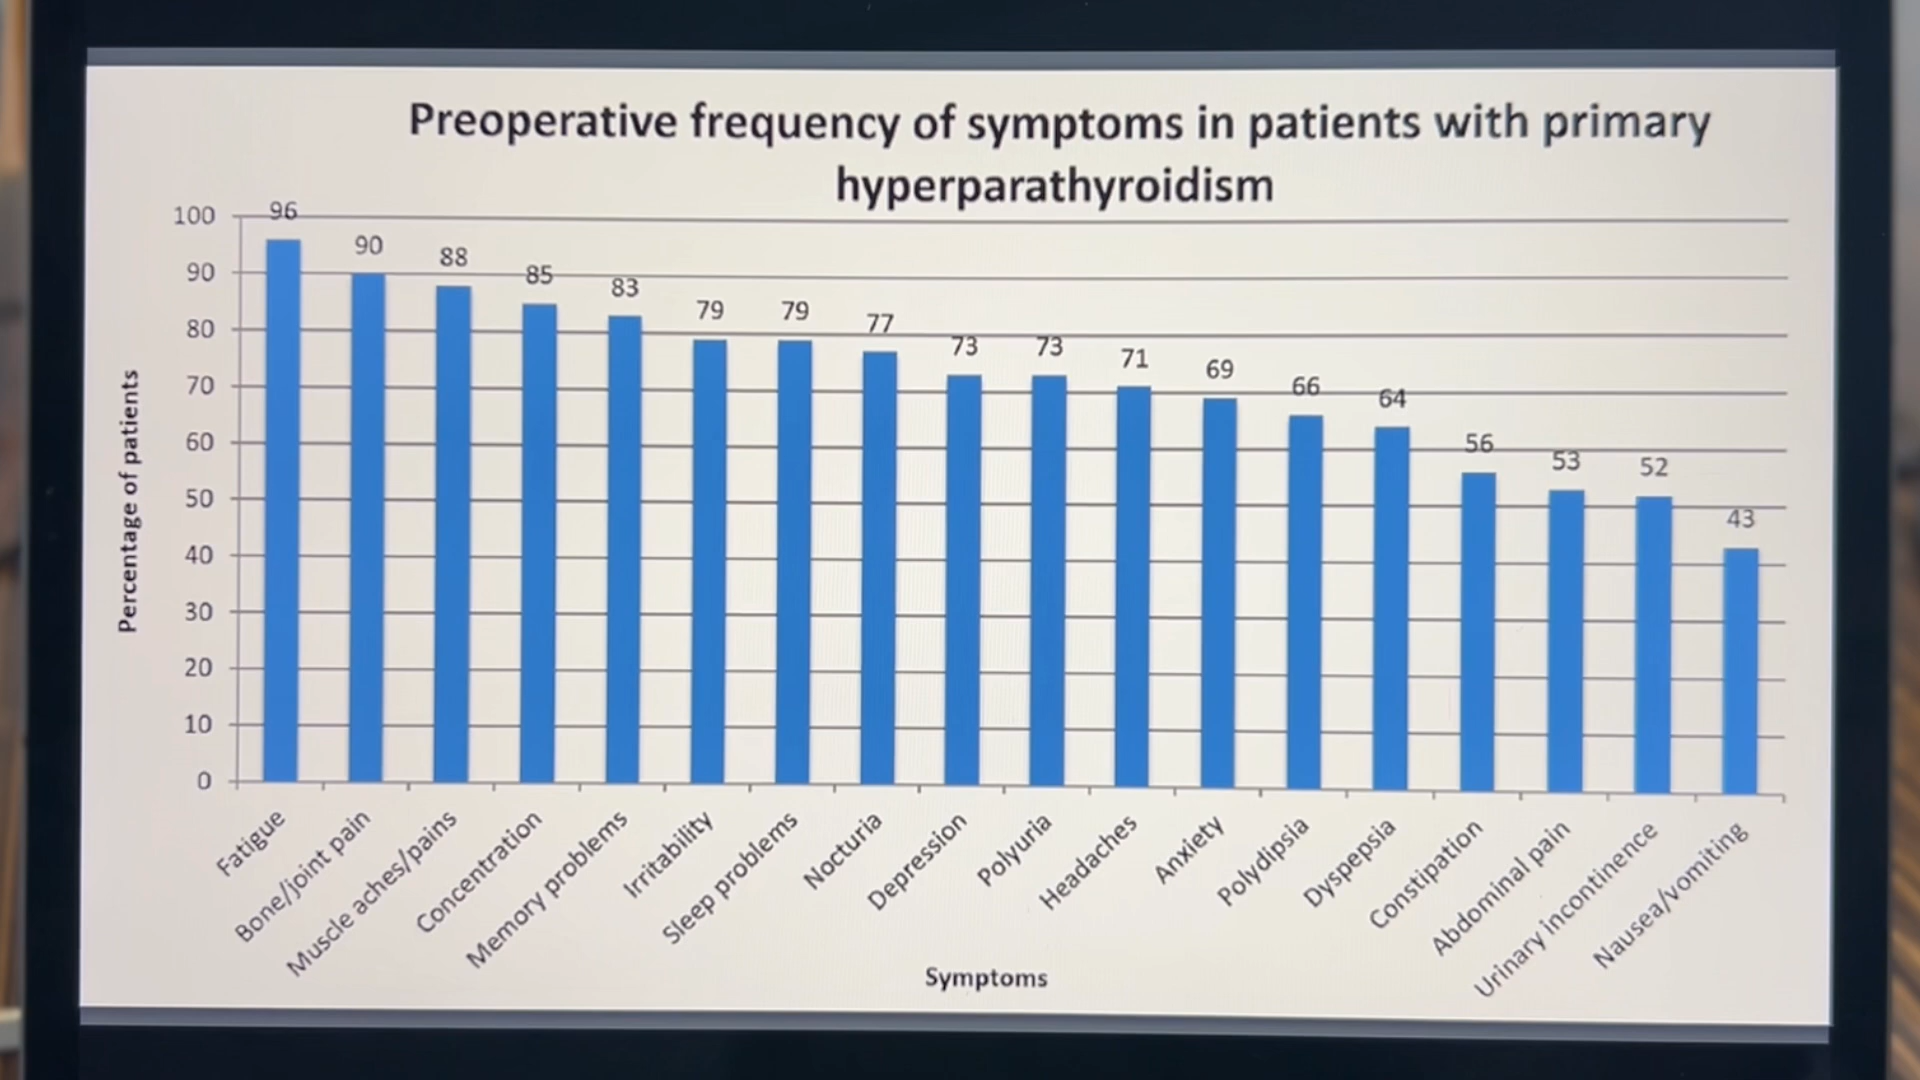 Preoperative frequency of symptoms in patients with primary
hyperparathyroidism
Percentage of patients
100
90
80
70
60
50
40
30
20
10
0
96
90
88
85
83
79
79
77
73
73
71
69
66
64
56
53
52
43
Fatigue
Bone/joint pain
Muscle aches/pains
Concentration
Memory problems
Irritability
Sleep problems
Nocturia
Depression
Polyuria
Headaches
Anxiety
Polydipsia
Dyspepsia
Constipation
Abdominal pain
Urinary incontinence
Nausea/vomiting
Symptoms